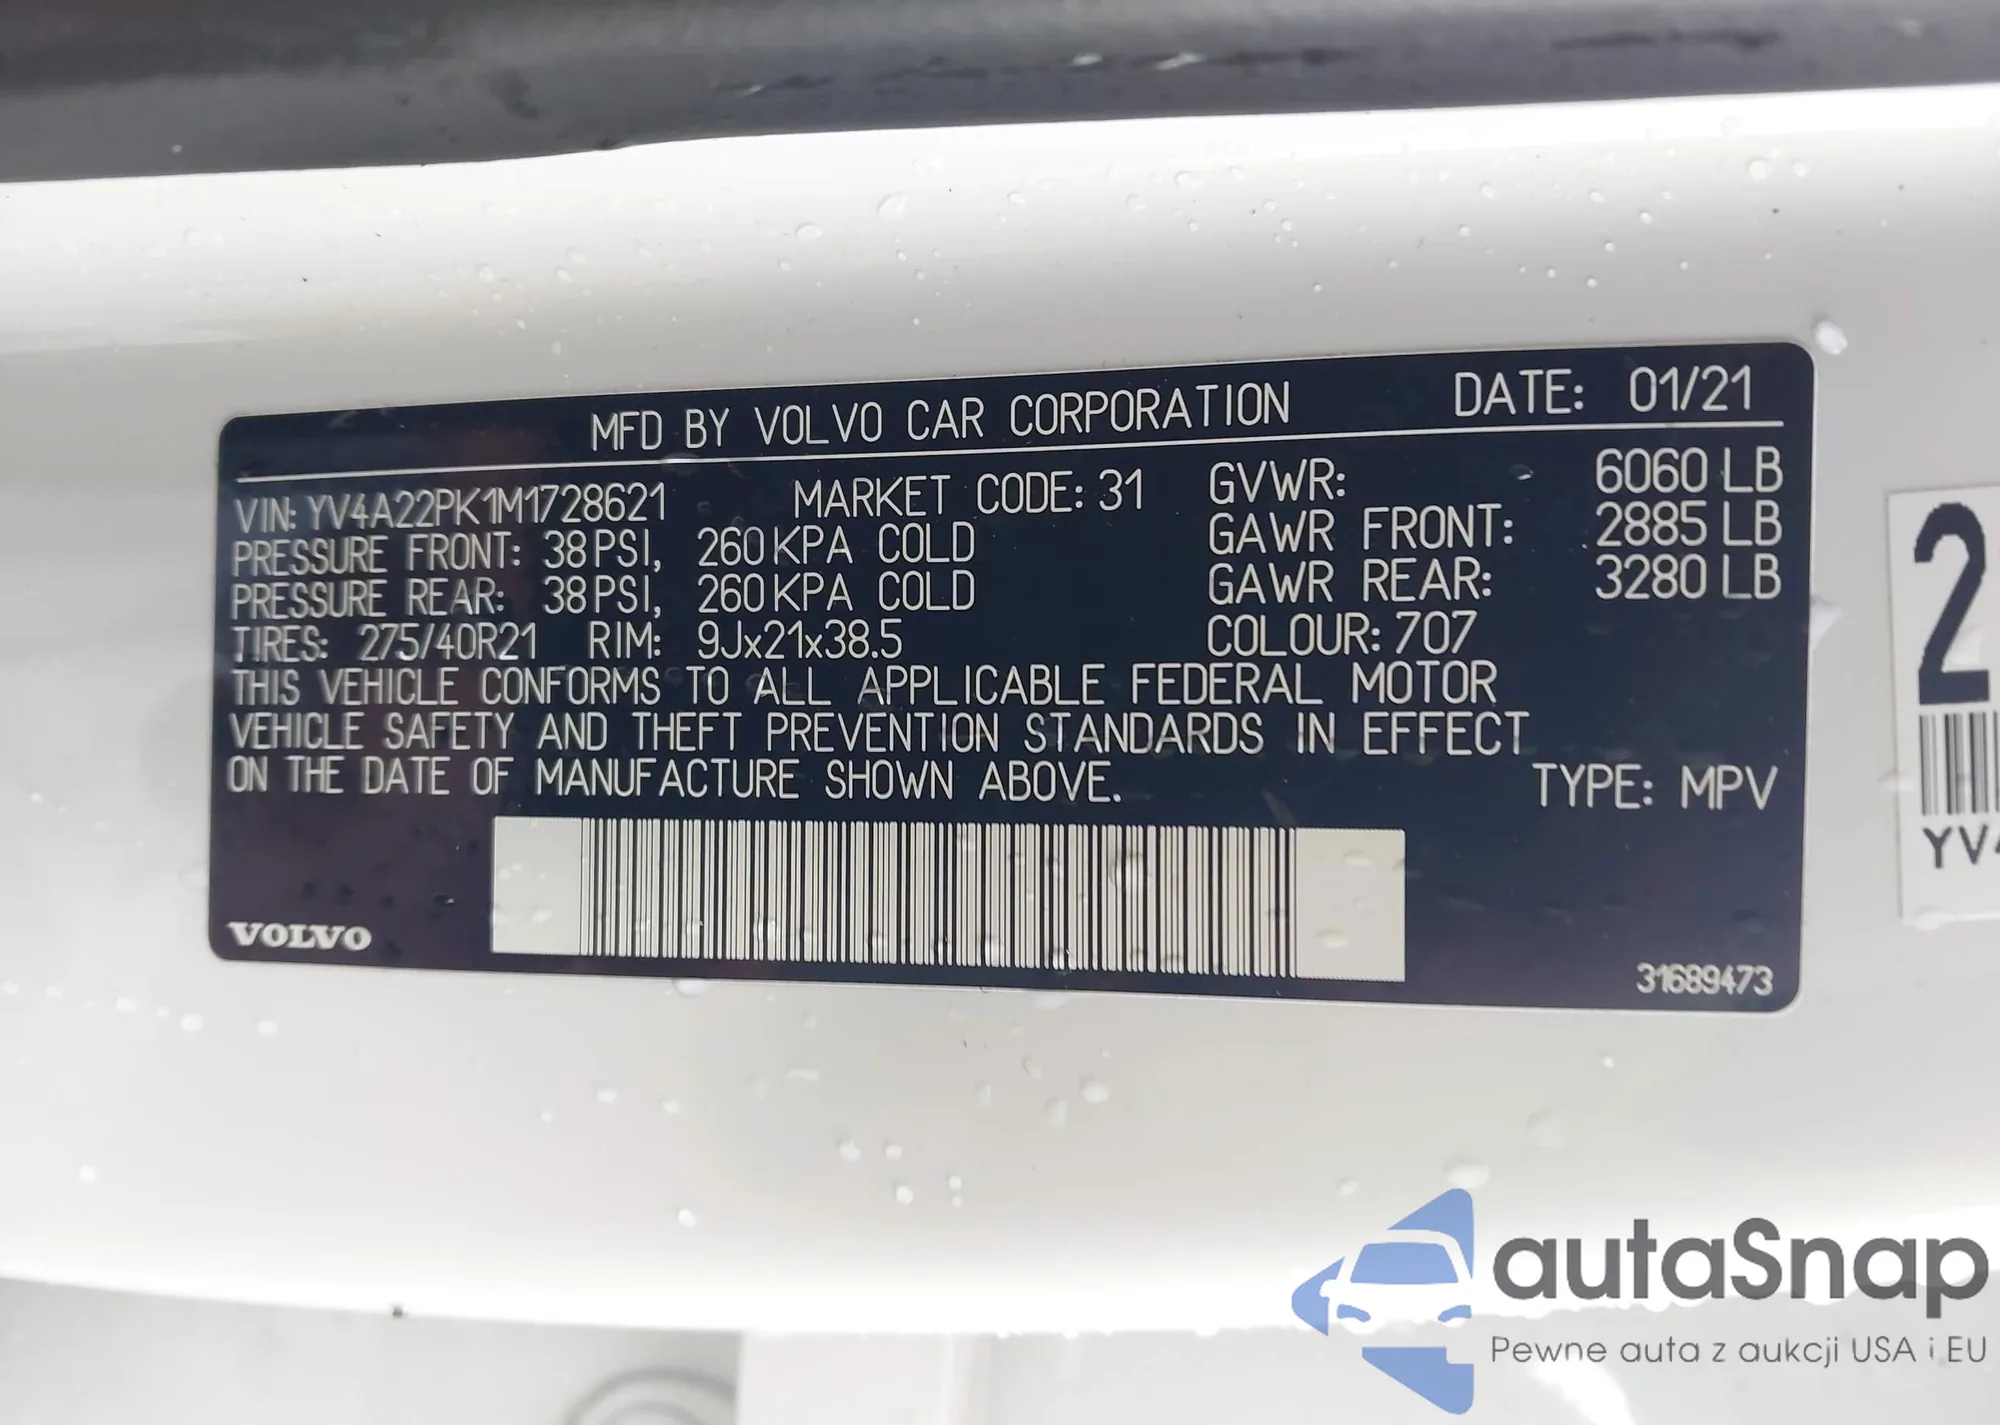 MFD BY VOLVO CAR CORPORATION DATE: 01/21
VIN: YV4A22PK1M1728621 MARKET CODE: 31 GVWR: 6060 LB
PRESSURE FRONT: 38 PSI, 260 KPA COLD GAWR FRONT: 2885 LB
PRESSURE REAR: 38 PSI, 260 KPA COLD GAWR REAR: 3280 LB
TIRES: 275/40R21 RIM: 9Jx21x38.5 COLOUR: 707
THIS VEHICLE CONFORMS TO ALL APPLICABLE FEDERAL MOTOR
VEHICLE SAFETY AND THEFT PREVENTION STANDARDS IN EFFECT
ON THE DATE OF MANUFACTURE SHOWN ABOVE. TYPE: MPV
VOLVO
31689473
2
YV4
autaSnap
Pewne auta z aukcji USA i EU